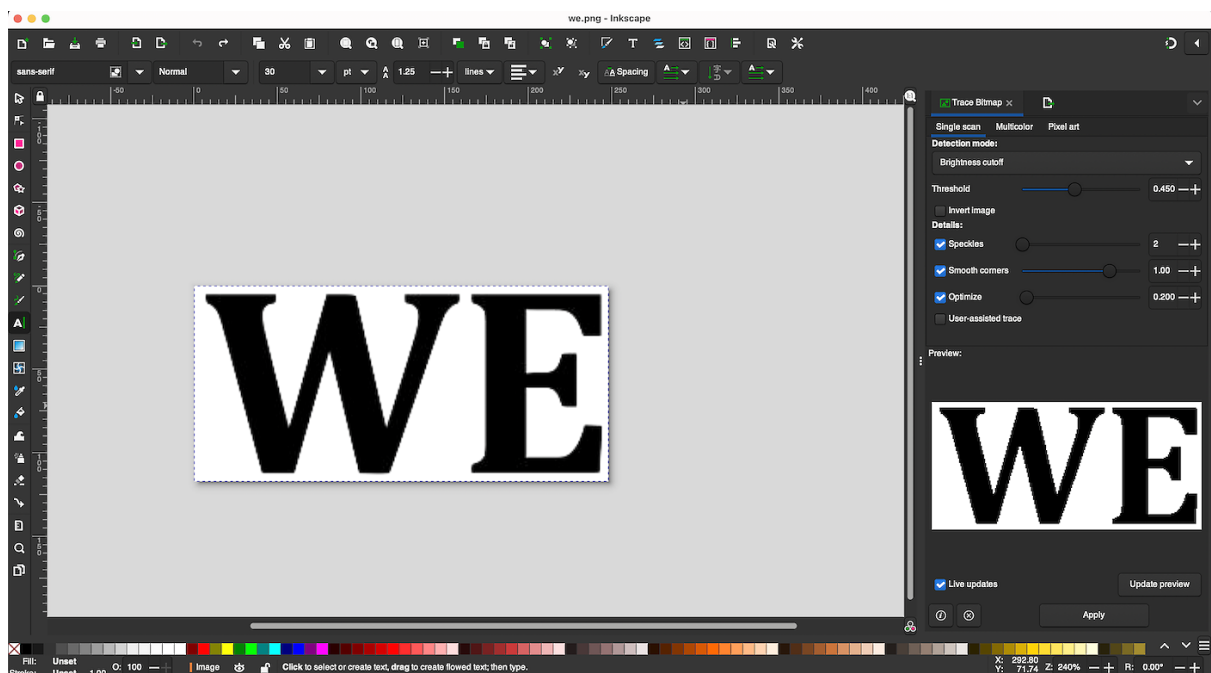 we.png - Inkscape
sans-serif Normal 30 pt 1.25 lines Spacing
-50 0 50 100 150 200 250 300 350 400
Trace Bitmap
Single scan Multicolor Pixel art
Detection mode:
Brightness cutoff
Threshold 0.450
Invert image
Details:
Speckles 2
Smooth corners 1.00
Optimize 0.200
User-assisted trace
Preview:
WE
WE
Live updates Update preview
Apply
Fill: Unset O: 100 Image Click to select or create text, drag to create flowed text; then type. X: 292.80 Z: 240% R: 0.00°
Stroke: Unset 1.00 Y: 71.74